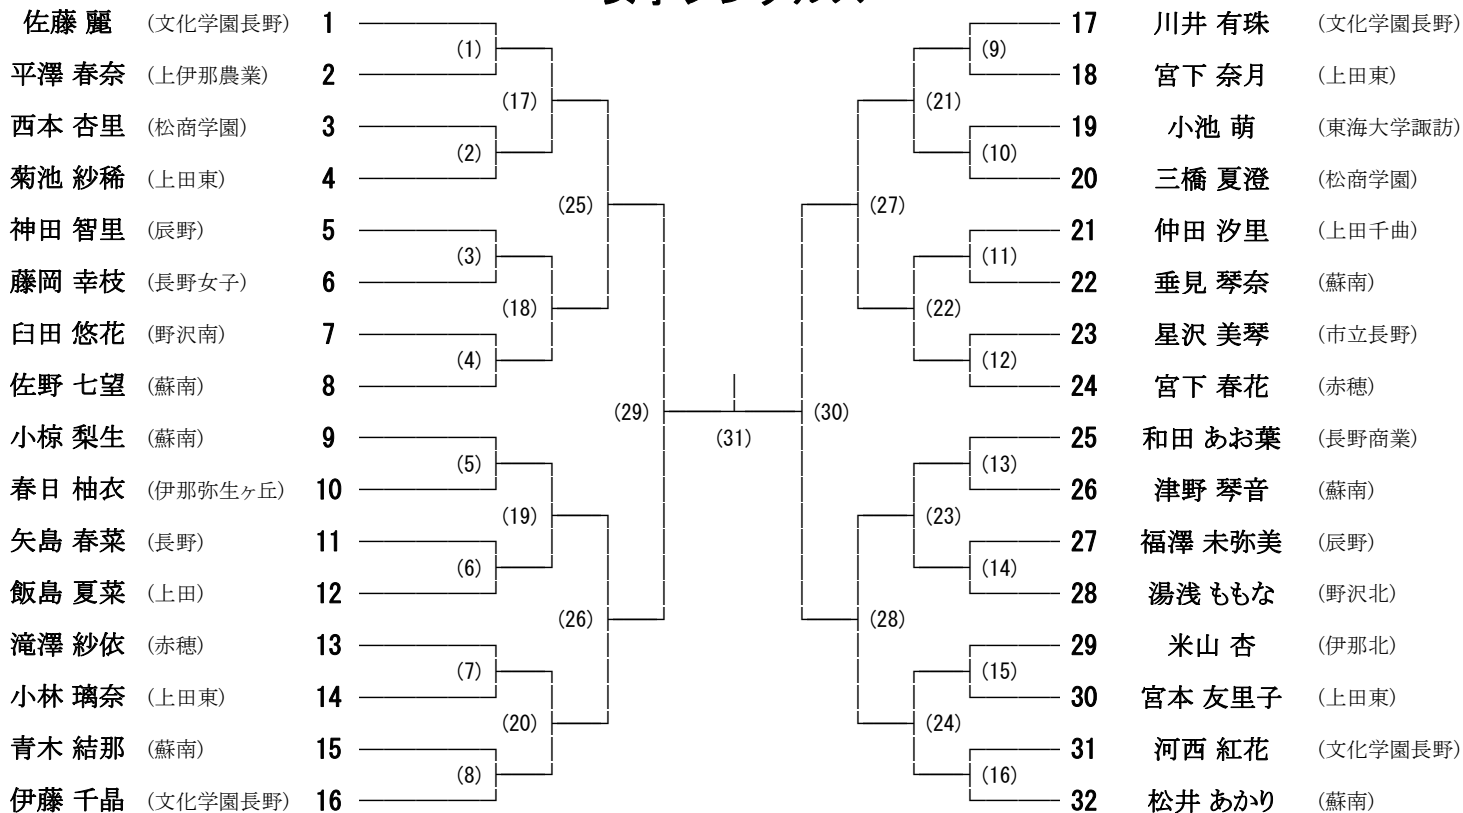 佐藤 麗 (文化学園長野) 1
(1)
平澤 春奈 (上伊那農業) 2
(17)
西本 杏里 (松商学園) 3
(2)
菊池 紗稀 (上田東) 4
(25)
神田 智里 (辰野) 5
(3)
藤岡 幸枝 (長野女子) 6
(18)
臼田 悠花 (野沢南) 7
(4)
佐野 七望 (蘇南) 8
(29)
小椋 梨生 (蘇南) 9
(5)
春日 柚衣 (伊那弥生ヶ丘) 10
(19)
矢島 春菜 (長野) 11
(6)
飯島 夏菜 (上田) 12
(26)
滝澤 紗依 (赤穂) 13
(7)
小林 璃奈 (上田東) 14
(20)
青木 結那 (蘇南) 15
(8)
伊藤 千晶 (文化学園長野) 16
(31)
17 川井 有珠 (文化学園長野)
(9)
18 宮下 奈月 (上田東)
(21)
19 小池 萌 (東海大学諏訪)
(10)
20 三橋 夏澄 (松商学園)
(27)
21 仲田 汐里 (上田千曲)
(11)
22 垂見 琴奈 (蘇南)
(22)
23 星沢 美琴 (市立長野)
(12)
24 宮下 春花 (赤穂)
(30)
25 和田 あお葉 (長野商業)
(13)
26 津野 琴音 (蘇南)
(23)
27 福澤 未弥美 (辰野)
(14)
28 湯浅 ももな (野沢北)
(28)
29 米山 杏 (伊那北)
(15)
30 宮本 友里子 (上田東)
(24)
31 河西 紅花 (文化学園長野)
(16)
32 松井 あかり (蘇南)